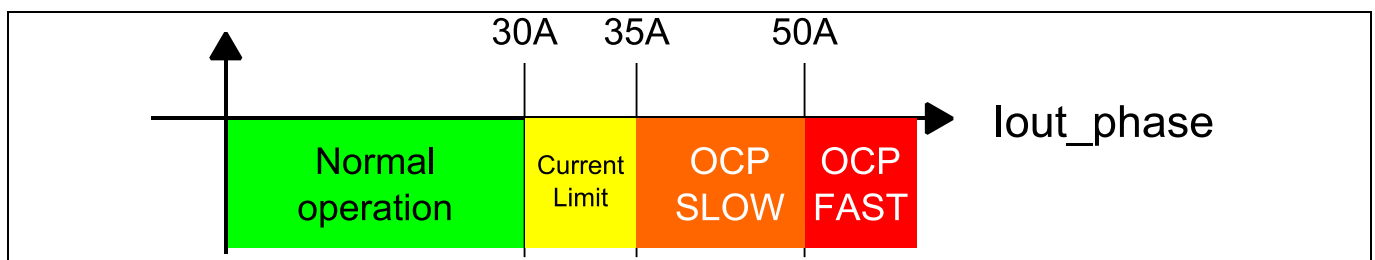 30A 35A 50A
Iout_phase
Normal
operation
Current
Limit
OCP
SLOW
OCP
FAST